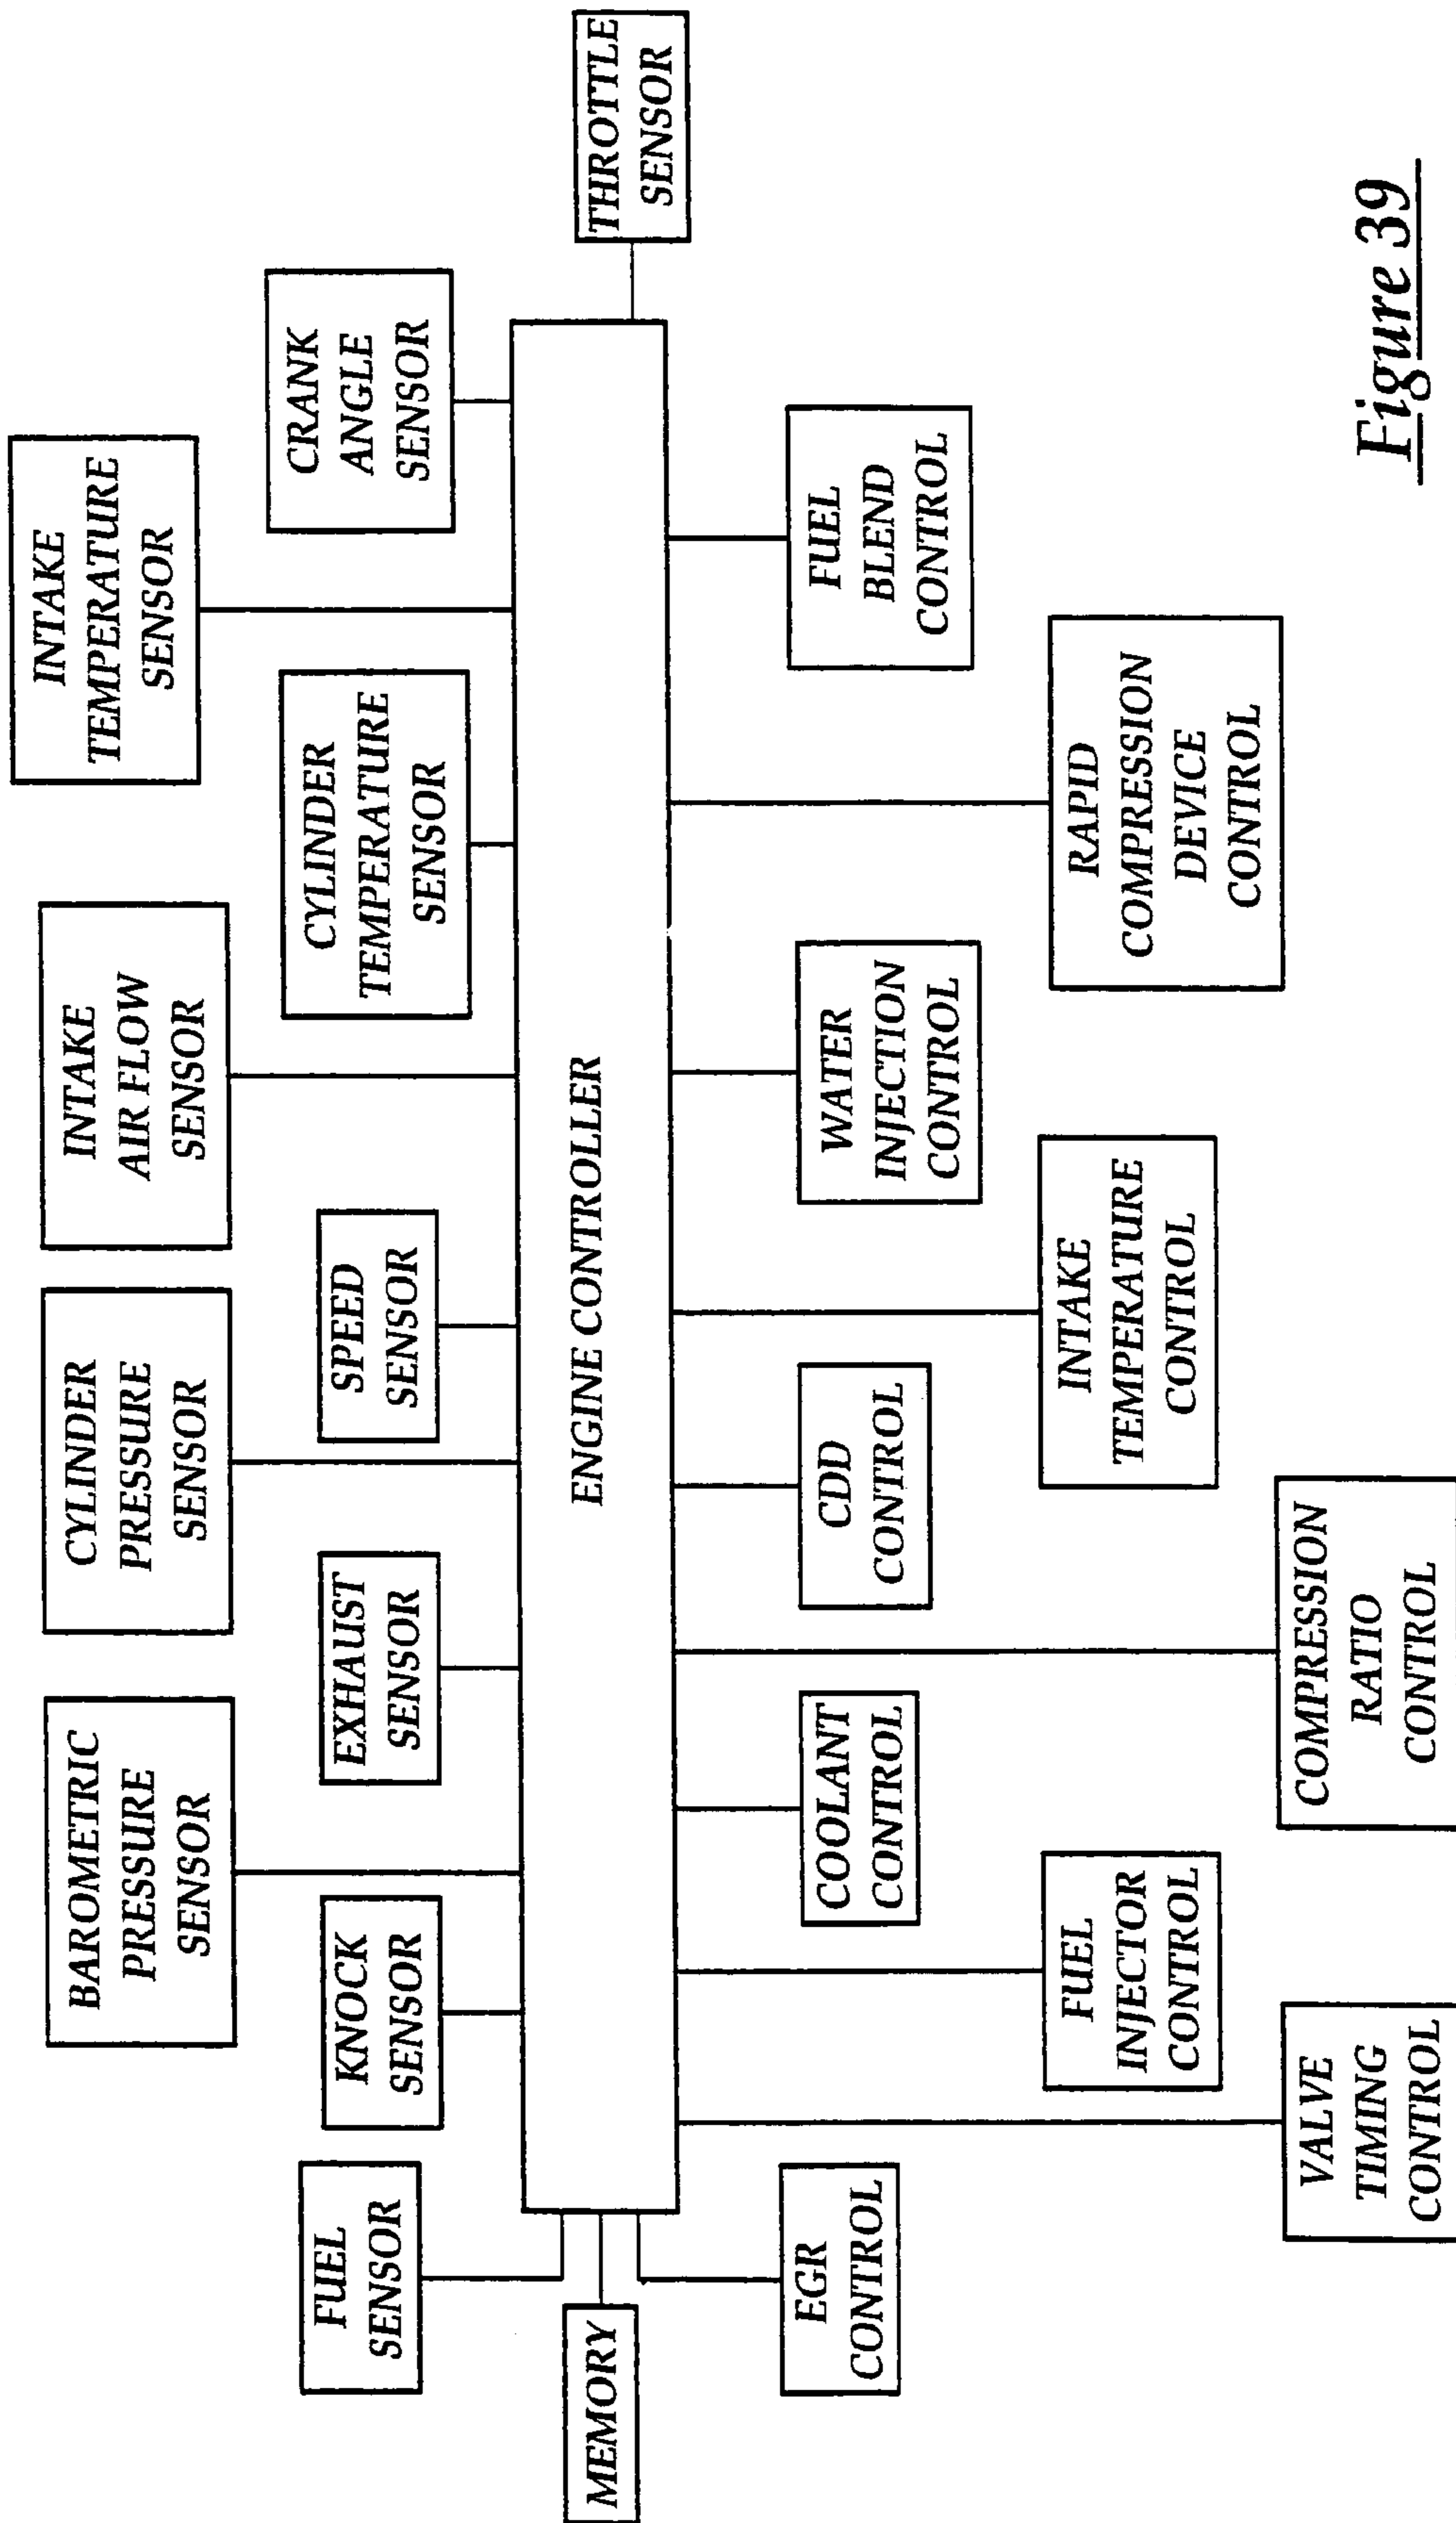 BAROMETRIC
PRESSURE
SENSOR
CYLINDER
PRESSURE
SENSOR
INTAKE
AIR FLOW
SENSOR
INTAKE
TEMPERATURE
SENSOR
FUEL
SENSOR
KNOCK
SENSOR
EXHAUST
SENSOR
SPEED
SENSOR
CYLINDER
TEMPERATURE
SENSOR
CRANK
ANGLE
SENSOR
MEMORY
ENGINE CONTROLLER
THROTTLE
SENSOR
EGR
CONTROL
COOLANT
CONTROL
CDD
CONTROL
WATER
INJECTION
CONTROL
FUEL
BLEND
CONTROL
FUEL
INJECTOR
CONTROL
INTAKE
TEMPERATURE
CONTROL
RAPID
COMPRESSION
DEVICE
CONTROL
VALVE
TIMING
CONTROL
COMPRESSION
RATIO
CONTROL
Figure 39